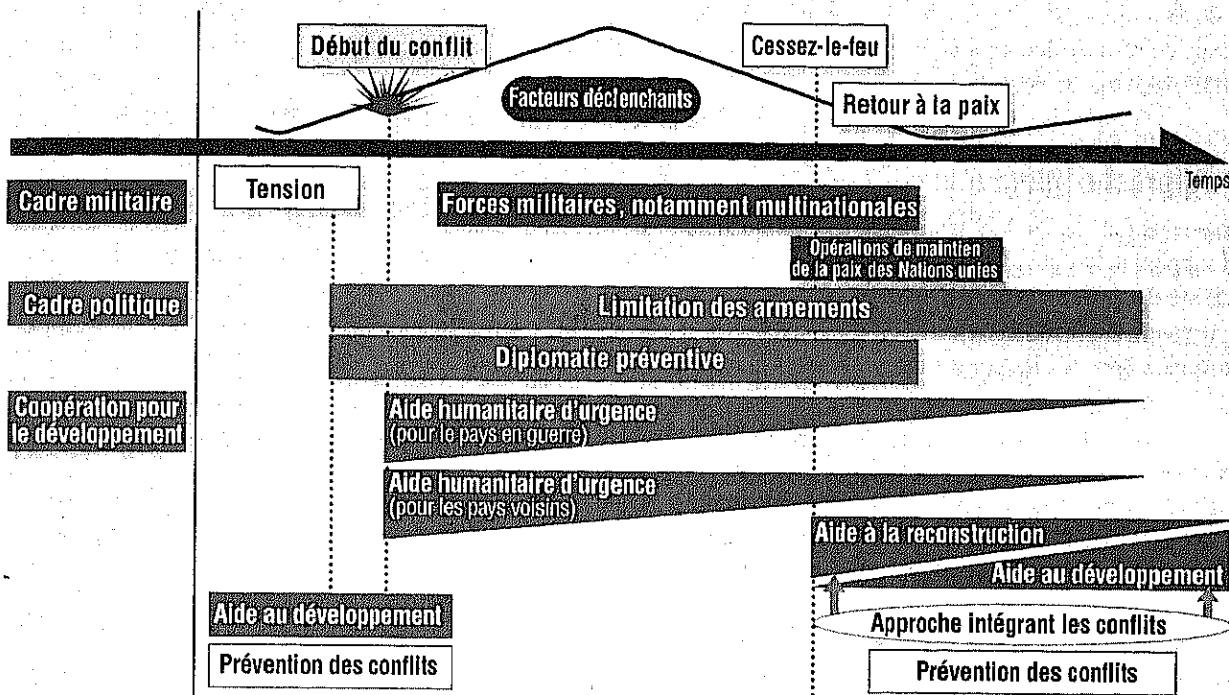 Début du conflit
Cessez-le-feu
Facteurs déclenchants
Retour à la paix
Temps
Tension
Cadre militaire
Forces militaires, notamment multinationales
Opérations de maintien
de la paix des Nations unies
Cadre politique
Limitation des armements
Diplomatie préventive
Coopération pour
le développement
Aide humanitaire d'urgence
(pour le pays en guerre)
Aide humanitaire d'urgence
(pour les pays voisins)
Aide à la reconstruction
Aide au développement
Aide au développement
Approche intégrant les conflits
Prévention des conflits
Prévention des conflits